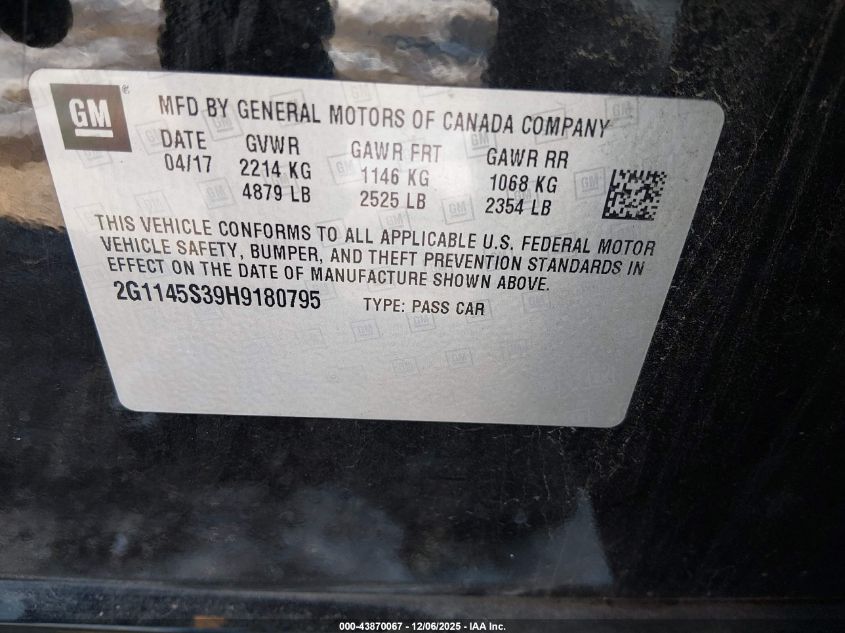 GM®
MFD BY GENERAL MOTORS OF CANADA COMPANY
DATE GVWR GAWR FRT GAWR RR
04/17 2214 KG 1146 KG 1068 KG
4879 LB 2525 LB 2354 LB
THIS VEHICLE CONFORMS TO ALL APPLICABLE U.S. FEDERAL MOTOR
VEHICLE SAFETY, BUMPER, AND THEFT PREVENTION STANDARDS IN
EFFECT ON THE DATE OF MANUFACTURE SHOWN ABOVE.
2G1145S39H9180795 TYPE: PASS CAR
000-43870067 - 12/06/2025 - IAA Inc.